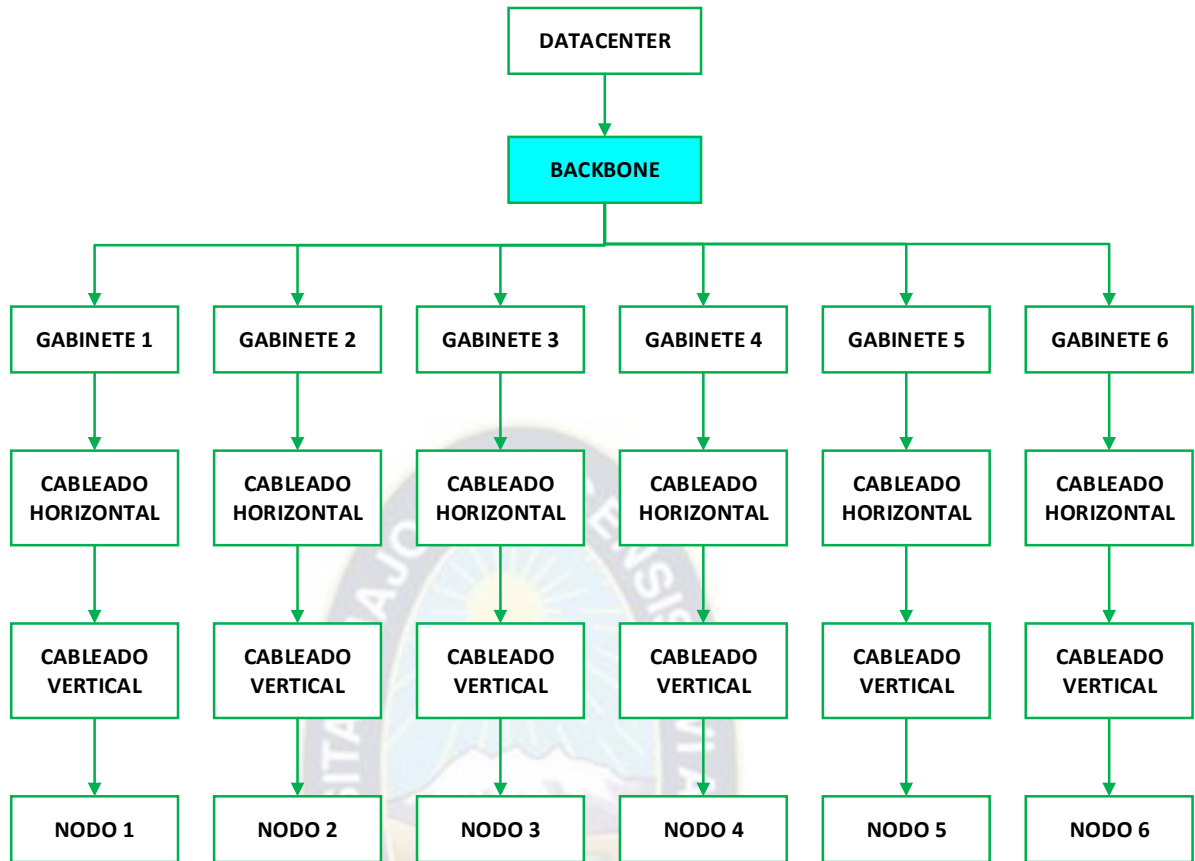 DATACENTER
BACKBONE
GABINETE 1
GABINETE 2
GABINETE 3
GABINETE 4
GABINETE 5
GABINETE 6
CABLEADO
HORIZONTAL
CABLEADO
HORIZONTAL
CABLEADO
HORIZONTAL
CABLEADO
HORIZONTAL
CABLEADO
HORIZONTAL
CABLEADO
HORIZONTAL
CABLEADO
VERTICAL
CABLEADO
VERTICAL
CABLEADO
VERTICAL
CABLEADO
VERTICAL
CABLEADO
VERTICAL
CABLEADO
VERTICAL
NODO 1
NODO 2
NODO 3
NODO 4
NODO 5
NODO 6